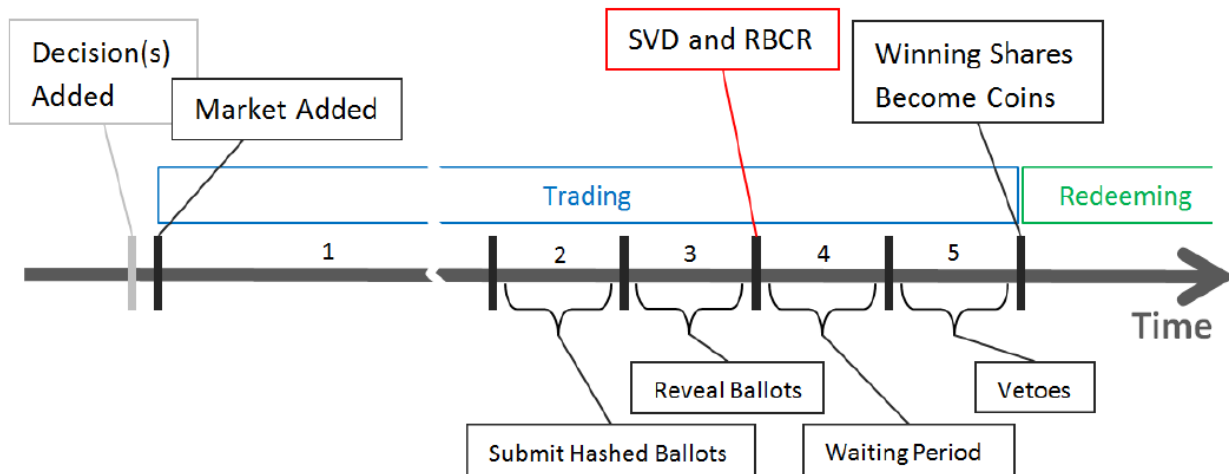 Decision(s)
Added
Market Added
SVD and RBCR
Winning Shares
Become Coins
Trading
Redeeming
1
2
3
4
5
Time
Reveal Ballots
Vetoes
Submit Hashed Ballots
Waiting Period